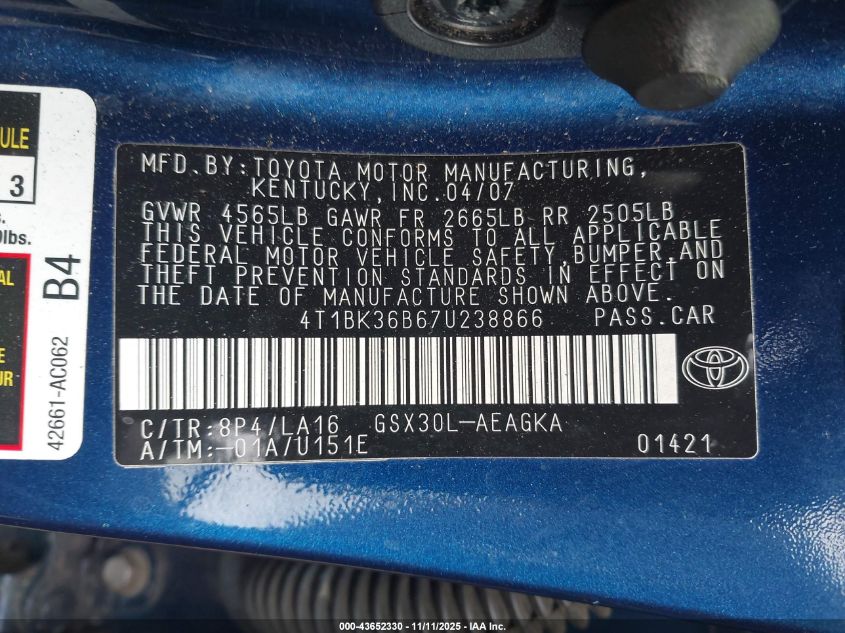 ULE
3
.
lbs.
AL
E
UR
42661-AC062
B4
MFD.BY:TOYOTA MOTOR MANUFACTURING,
KENTUCKY,INC.04/07
GVWR 4565LB GAWR FR 2665LB RR 2505LB
THIS VEHICLE CONFORMS TO ALL APPLICABLE
FEDERAL MOTOR VEHICLE SAFETY,BUMPER,AND
THEFT PREVENTION STANDARDS IN EFFECT ON
THE DATE OF MANUFACTURE SHOWN ABOVE.
4T1BK36B67U238866 PASS.CAR
C/TR:8P4/LA16 GSX30L-AEAGKA
A/TM:-01A/U151E 01421
000-43652330 - 11/11/2025 - IAA Inc.